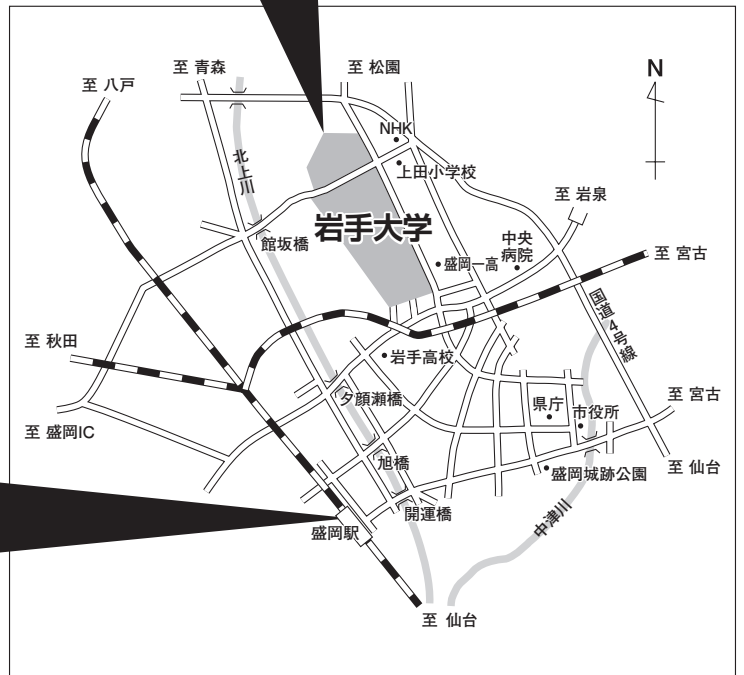 至 青森
至 松園
至 八戸
N
NHK
北上川
上田小学校
至 岩泉
岩手大学
館坂橋
中央
病院
盛岡一高
至 宮古
国道4号線
至 秋田
岩手高校
夕顔瀬橋
県庁
市役所
至 宮古
至 盛岡IC
旭橋
盛岡城跡公園
至 仙台
開運橋
中津川
盛岡駅
至 仙台